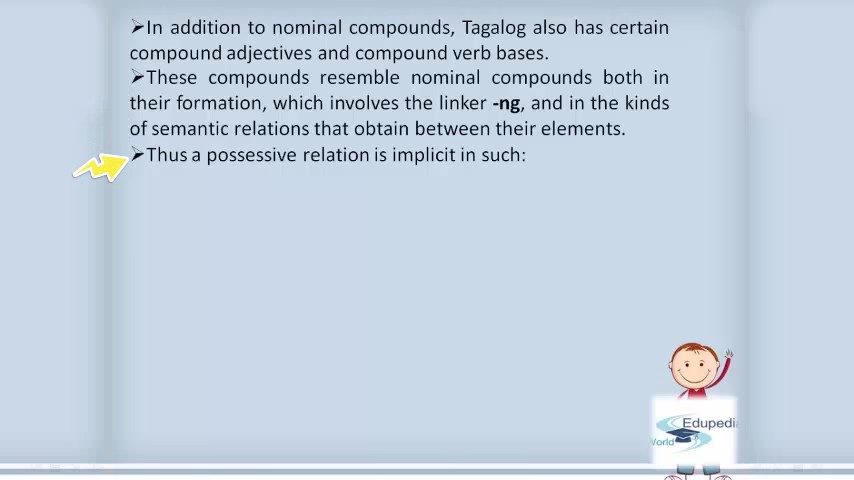 ➢In addition to nominal compounds, Tagalog also has certain
compound adjectives and compound verb bases.
➢These compounds resemble nominal compounds both in
their formation, which involves the linker -ng, and in the kinds
of semantic relations that obtain between their elements.
➢Thus a possessive relation is implicit in such:
Edupedia
World